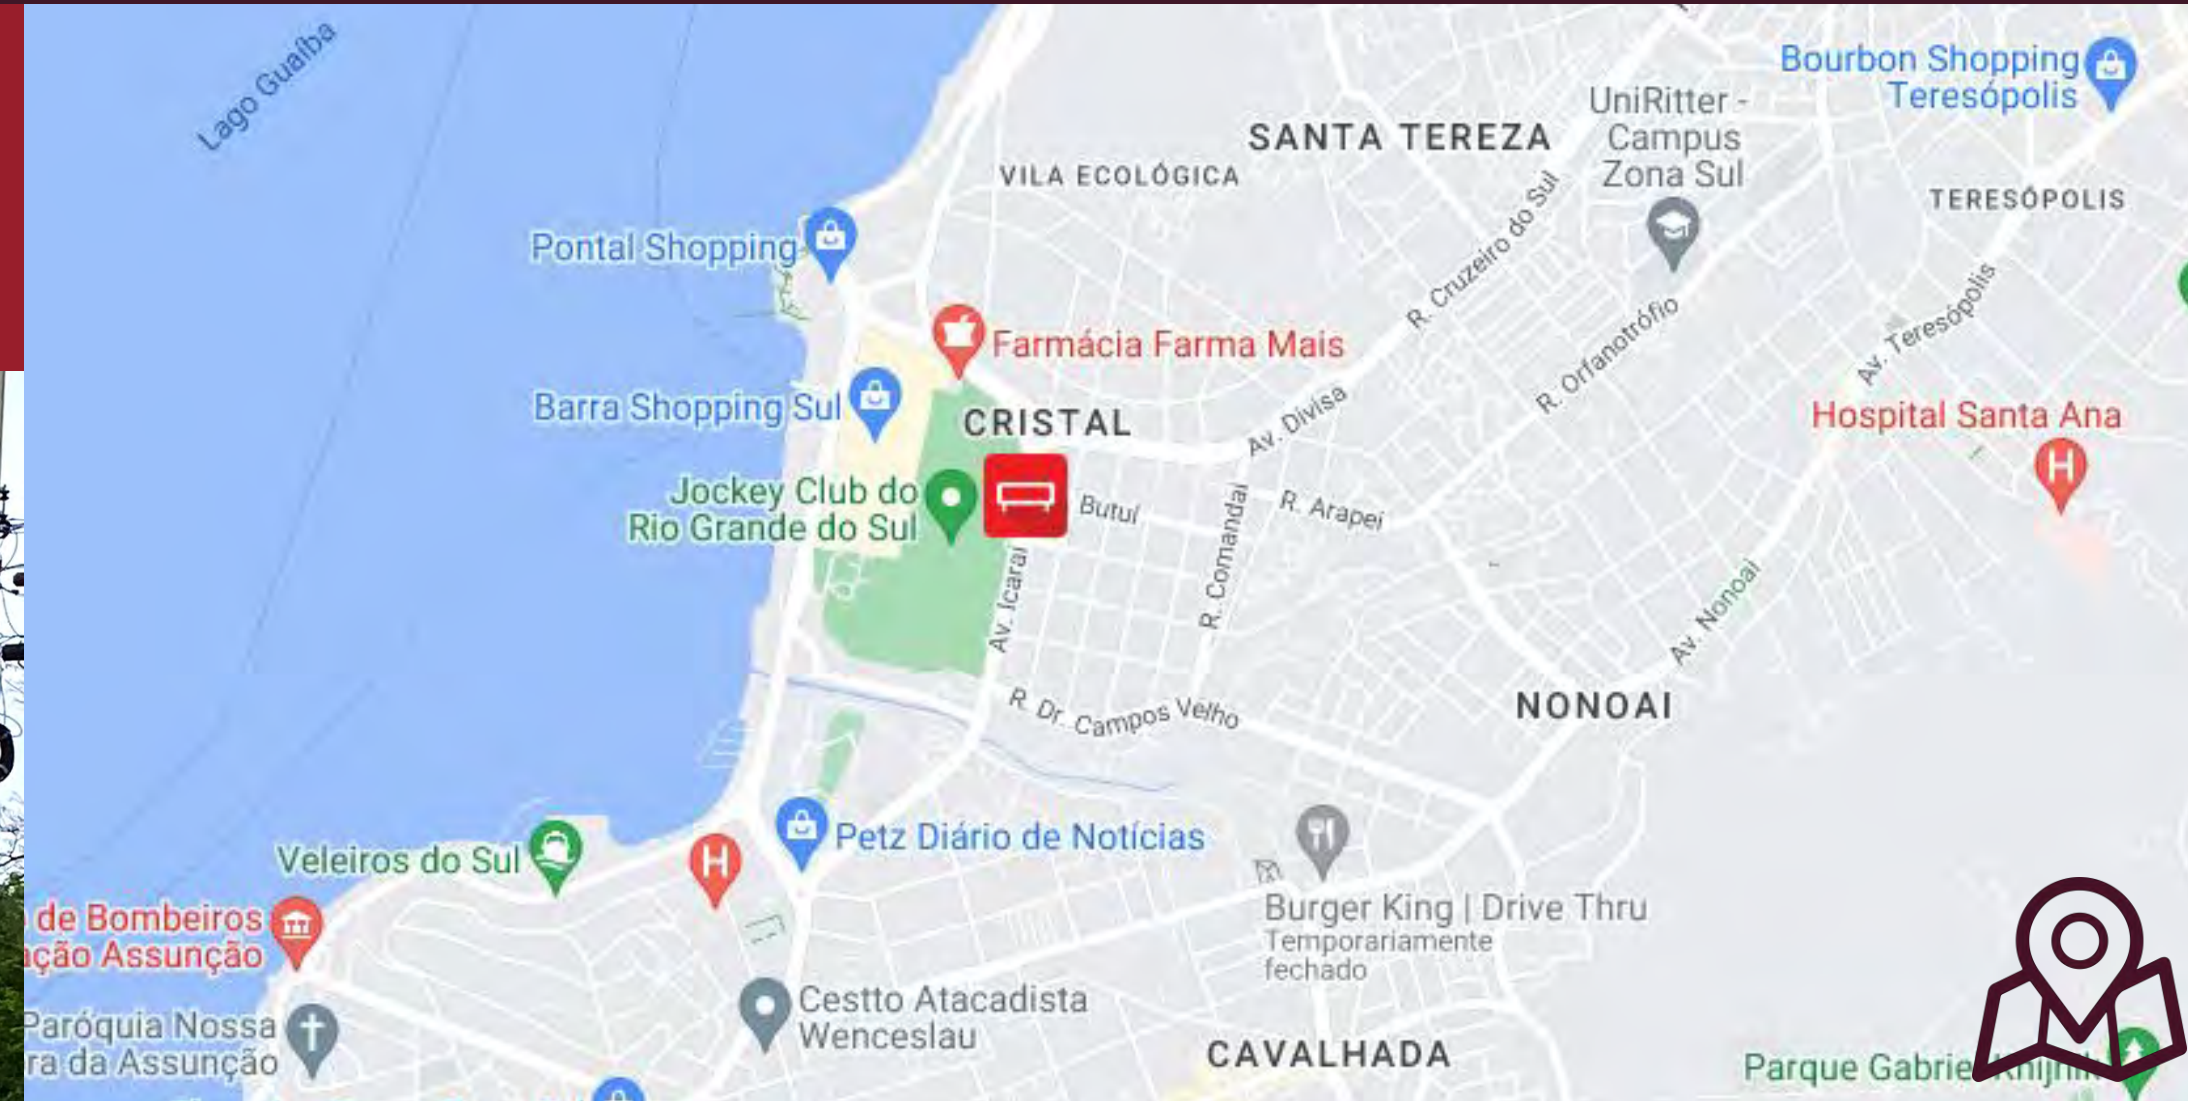 Lago Guaíba
Bourbon Shopping
Teresópolis
UniRitter -
Campus
Zona Sul
SANTA TEREZA
VILA ECOLÓGICA
TERESÓPOLIS
Pontal Shopping
R. Cruzeiro do Sul
Farmácia Farma Mais
R. Orfanotrófio
Av. Teresópolis
Barra Shopping Sul
CRISTAL
Av. Divisa
Hospital Santa Ana
H
Jockey Club do
Rio Grande do Sul
Butuí
R. Arapei
R. Comandai
Av. Icaraí
Av. Nonoai
R. Dr. Campos Velho
NONOAI
Petz Diário de Notícias
Veleiros do Sul
H
de Bombeiros
ção Assunção
Burger King | Drive Thru
Temporariamente
fechado
Cestto Atacadista
Wenceslau
Paróquia Nossa
ra da Assunção
CAVALHADA
Parque Gabriel Knijnik